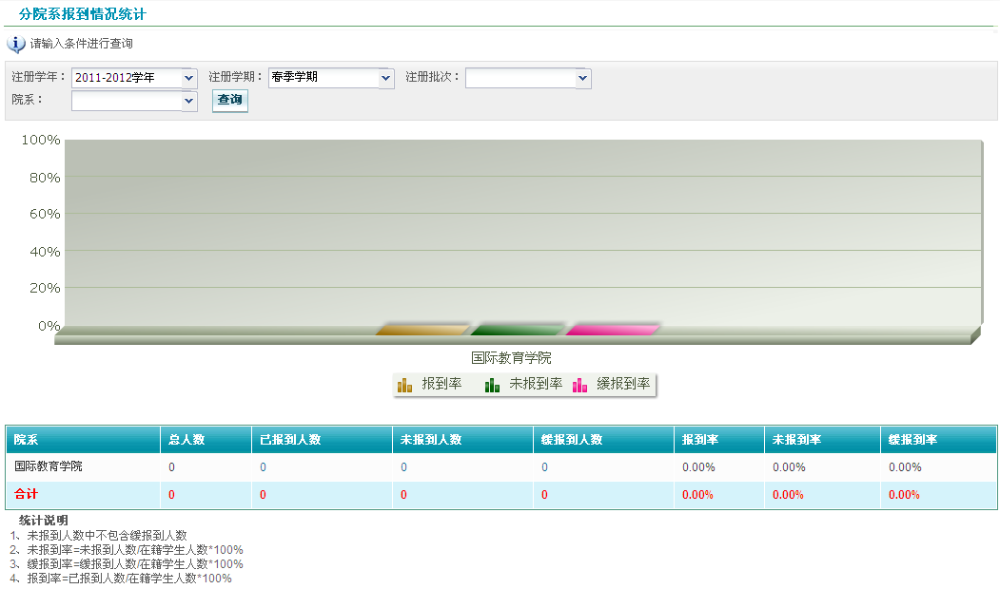 分院系报到情况统计
请输入条件进行查询
注册学年： 2011-2012学年 注册学期： 春季学期 注册批次：
院系： 查询
100%
80%
60%
40%
20%
0%
国际教育学院
报到率 未报到率 缓报到率
院系 总人数 已报到人数 未报到人数 缓报到人数 报到率 未报到率 缓报到率
国际教育学院 0 0 0 0 0.00% 0.00% 0.00%
合计 0 0 0 0 0.00% 0.00% 0.00%
统计说明
1、未报到人数中不包含缓报到人数
2、未报到率=未报到人数/在籍学生人数*100%
3、缓报到率=缓报到人数/在籍学生人数*100%
4、报到率=已报到人数/在籍学生人数*100%